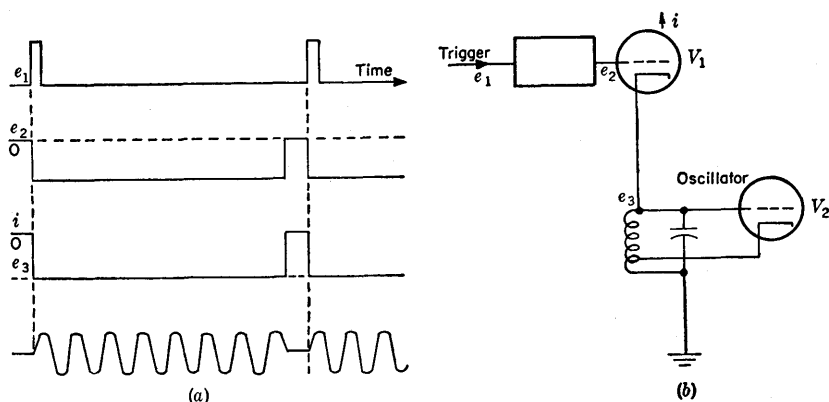 e₁
Time
e₂
0
i
0
e₃
(a)
i
Trigger
e₁
e₂
V₁
Oscillator
e₃
V₂
(b)